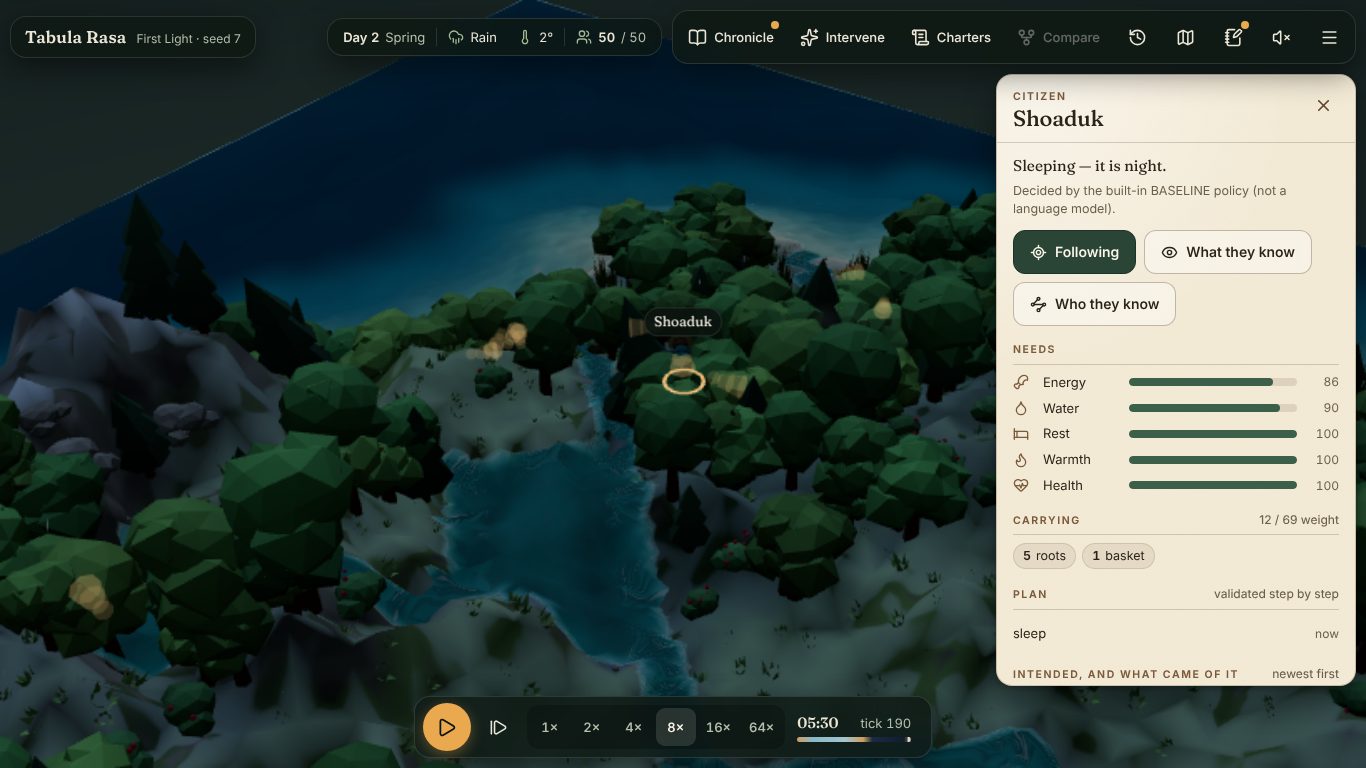 Tabula Rasa First Light · seed 7
Day 2 Spring Rain 2° 50 / 50
Chronicle Intervene Charters Compare
CITIZEN
Shoaduk
Sleeping — it is night.
Decided by the built-in BASELINE policy (not a
language model).
Following What they know
Who they know
NEEDS
Energy 86
Water 90
Rest 100
Warmth 100
Health 100
CARRYING 12 / 69 weight
5 roots 1 basket
PLAN validated step by step
sleep now
INTENDED, AND WHAT CAME OF IT newest first
Shoaduk
1× 2× 4× 8× 16× 64× 05:30 tick 190